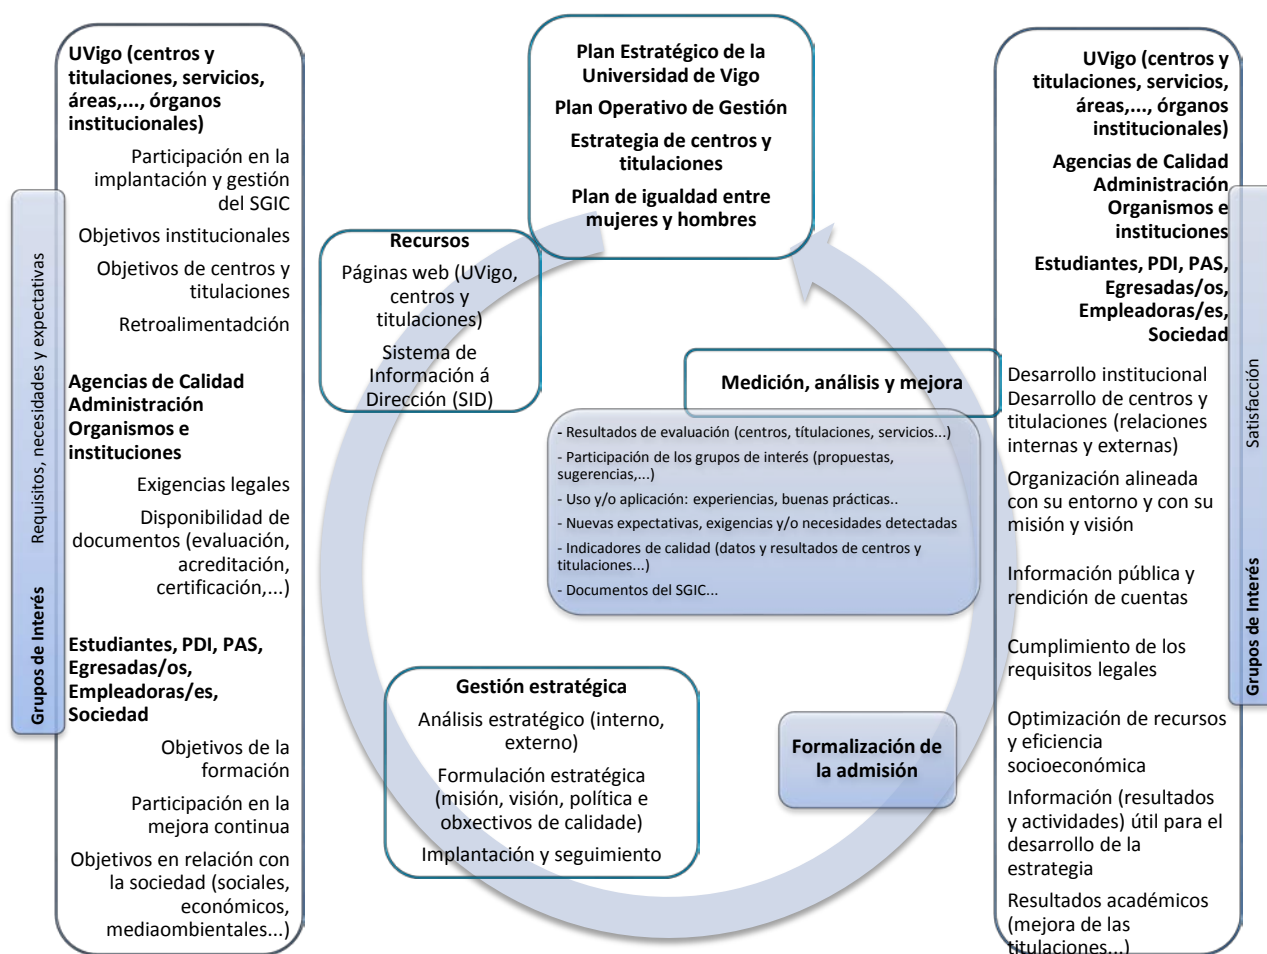 UVigo (centros y
titulaciones, servicios,
áreas,..., órganos
institucionales)
Participación en la
implantación y gestión
del SGIC
Objetivos institucionales
Objetivos de centros y
titulaciones
Retroalimentadción
Agencias de Calidad
Administración
Organismos e
instituciones
Exigencias legales
Disponibilidad de
documentos (evaluación,
acreditación,
certificación,...)
Estudiantes, PDI, PAS,
Egresadas/os,
Empleadoras/es,
Sociedad
Objetivos de la
formación
Participación en la
mejora continua
Objetivos en relación con
la sociedad (sociales,
económicos,
mediaombientales...)
Grupos de Interés Requisitos, necesidades y expectativas
Plan Estratégico de la
Universidad de Vigo
Plan Operativo de Gestión
Estrategia de centros y
titulaciones
Plan de igualdad entre
mujeres y hombres
Recursos
Páginas web (UVigo,
centros y
titulaciones)
Sistema de
Información á
Dirección (SID)
Medición, análisis y mejora
- Resultados de evaluación (centros, títulaciones, servicios...)
- Participación de los grupos de interés (propuestas,
sugerencias,...)
- Uso y/o aplicación: experiencias, buenas prácticas..
- Nuevas expectativas, exigencias y/o necesidades detectadas
- Indicadores de calidad (datos y resultados de centros y
titulaciones...)
- Documentos del SGIC...
Gestión estratégica
Análisis estratégico (interno,
externo)
Formulación estratégica
(misión, visión, política e
obxectivos de calidade)
Implantación y seguimiento
Formalización de
la admisión
UVigo (centros y
titulaciones, servicios,
áreas,..., órganos
institucionales)
Agencias de Calidad
Administración
Organismos e
instituciones
Estudiantes, PDI, PAS,
Egresadas/os,
Empleadoras/es,
Sociedad
Desarrollo institucional
Desarrollo de centros y
titulaciones (relaciones
internas y externas)
Organización alineada
con su entorno y con su
misión y visión
Información pública y
rendición de cuentas
Cumplimiento de los
requisitos legales
Optimización de recursos
y eficiencia
socioeconómica
Información (resultados
y actividades) útil para el
desarrollo de la
estrategia
Resultados académicos
(mejora de las
titulaciones...)
Grupos de Interés Satisfacción